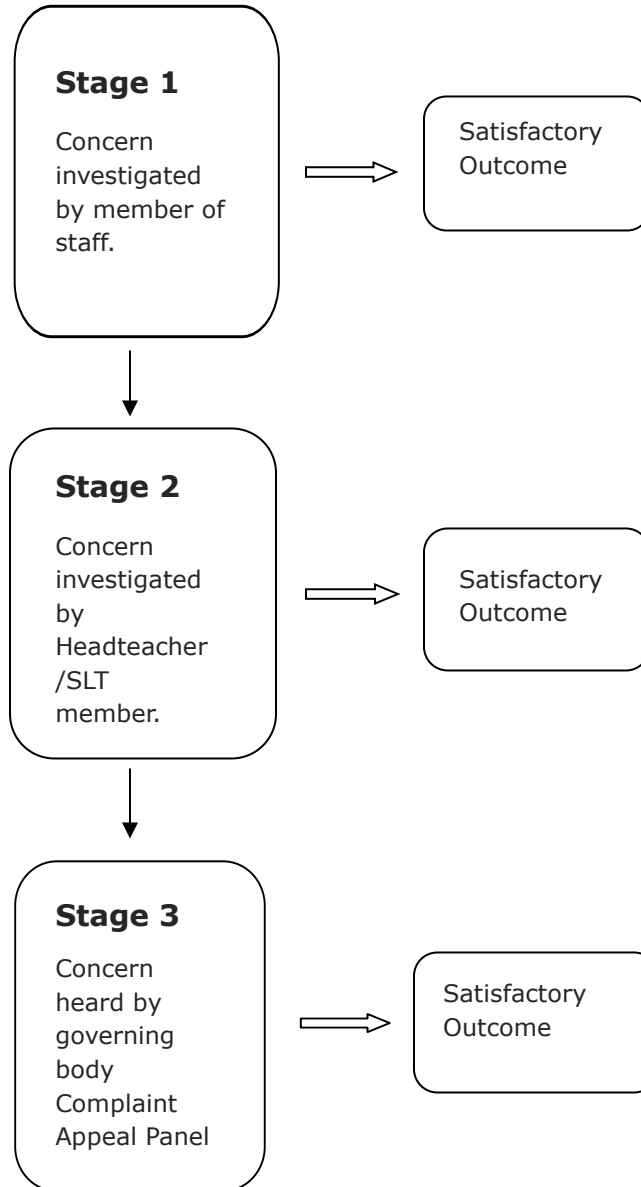 Stage 1
Concern
investigated
by member of
staff.
Satisfactory
Outcome
Stage 2
Concern
investigated
by
Headteacher
/SLT
member.
Satisfactory
Outcome
Stage 3
Concern
heard by
governing
body
Complaint
Appeal Panel
Satisfactory
Outcome